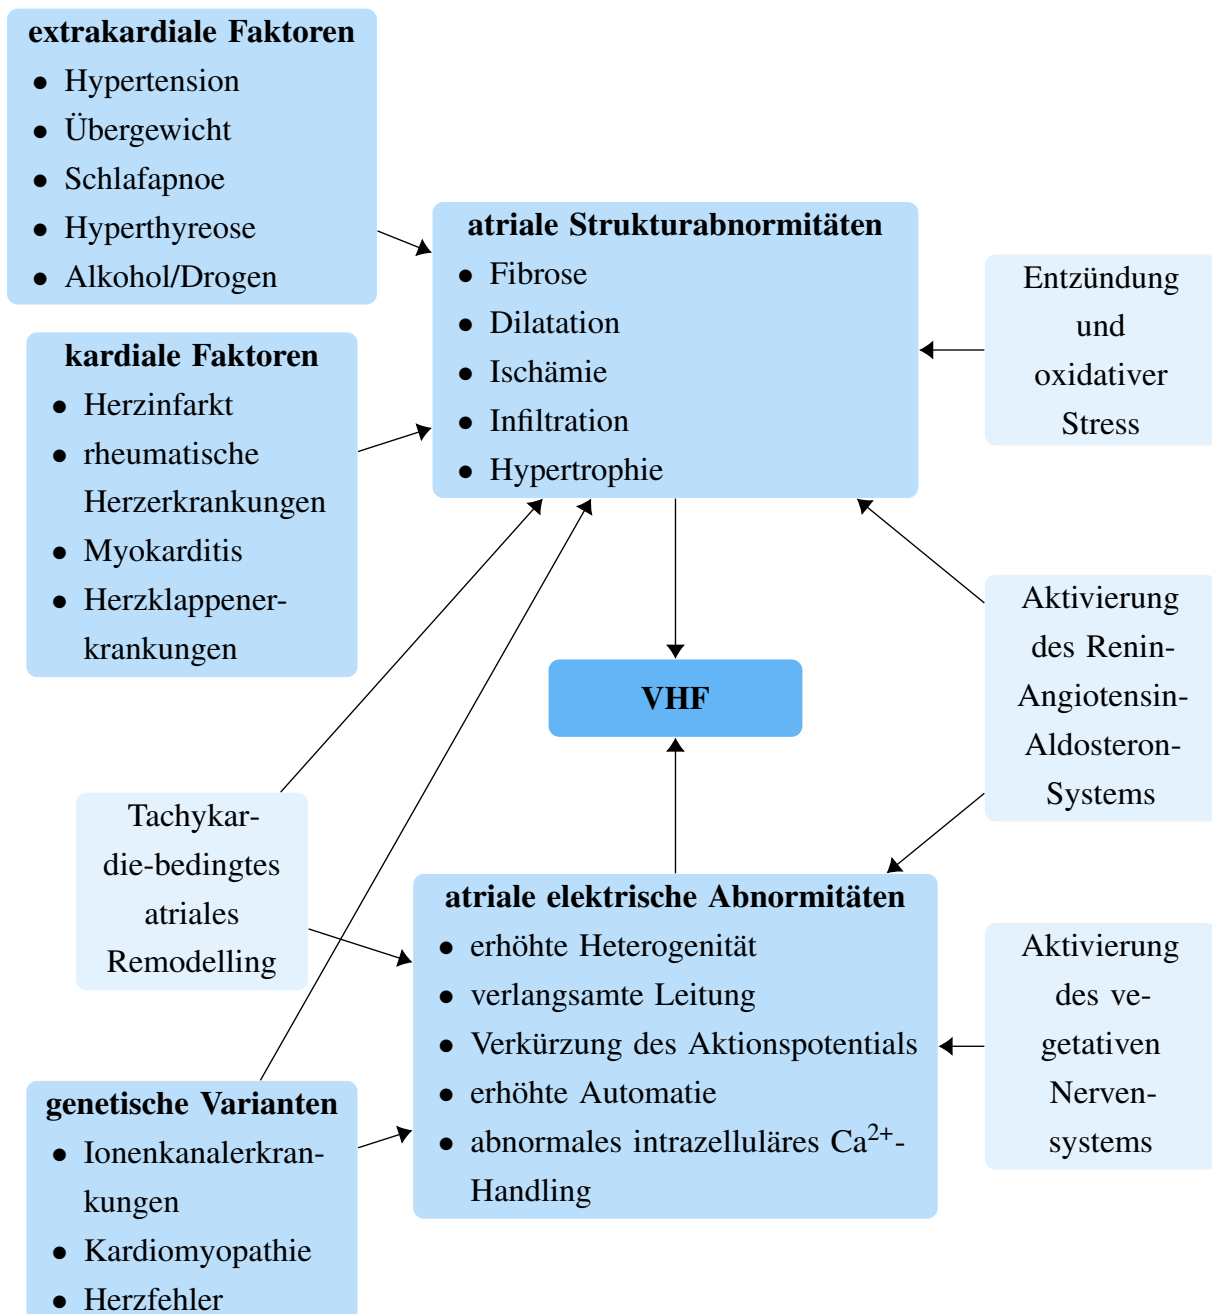 extrakardiale Faktoren
• Hypertension
• Übergewicht
• Schlafapnoe
• Hyperthyreose
• Alkohol/Drogen
kardiale Faktoren
• Herzinfarkt
• rheumatische
Herzerkrankungen
• Myokarditis
• Herzklappener-
krankungen
atriale Strukturabnormitäten
• Fibrose
• Dilatation
• Ischämie
• Infiltration
• Hypertrophie
Entzündung
und
oxidativer
Stress
Aktivierung
des Renin-
Angiotensin-
Aldosteron-
Systems
VHF
Tachykar-
die-bedingtes
atriales
Remodelling
atriale elektrische Abnormitäten
• erhöhte Heterogenität
• verlangsamte Leitung
• Verkürzung des Aktionspotentials
• erhöhte Automatie
• abnormales intrazelluläres Ca²⁺-
Handling
Aktivierung
des ve-
getativen
Nerven-
systems
genetische Varianten
• Ionenkanalerkran-
kungen
• Kardiomyopathie
• Herzfehler